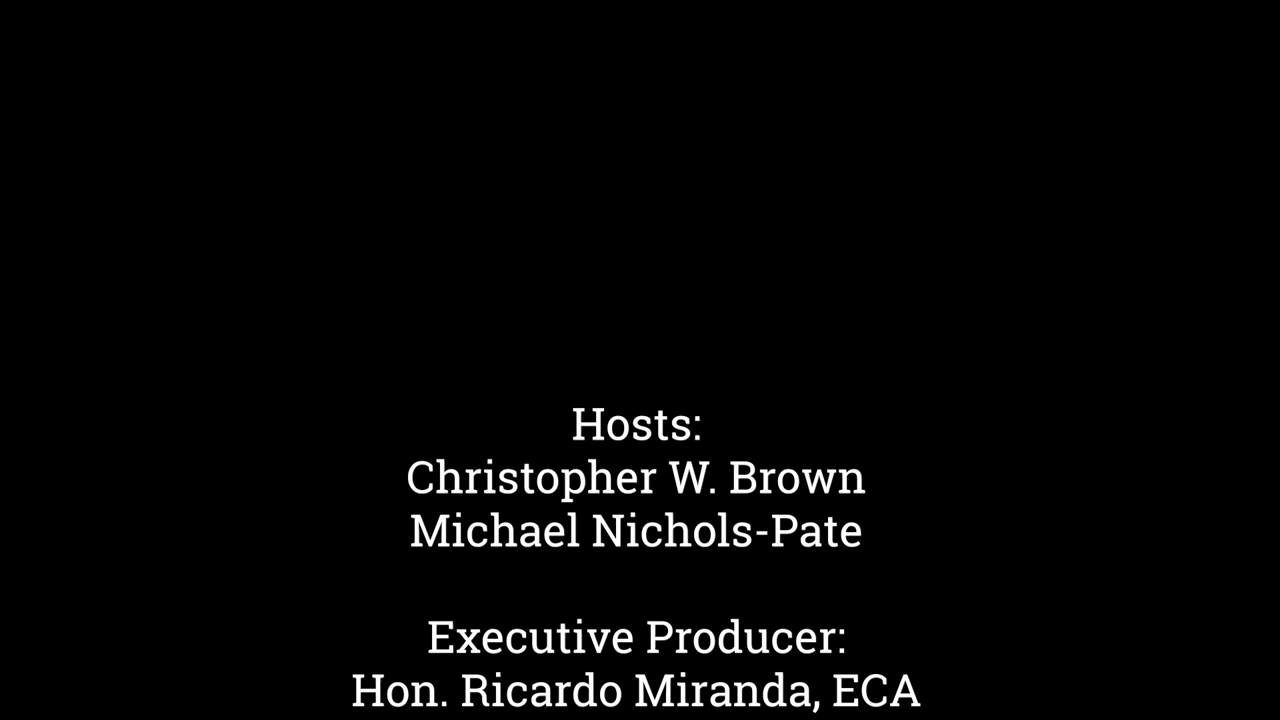 Hosts:
Christopher W. Brown
Michael Nichols-Pate
Executive Producer:
Hon. Ricardo Miranda, ECA